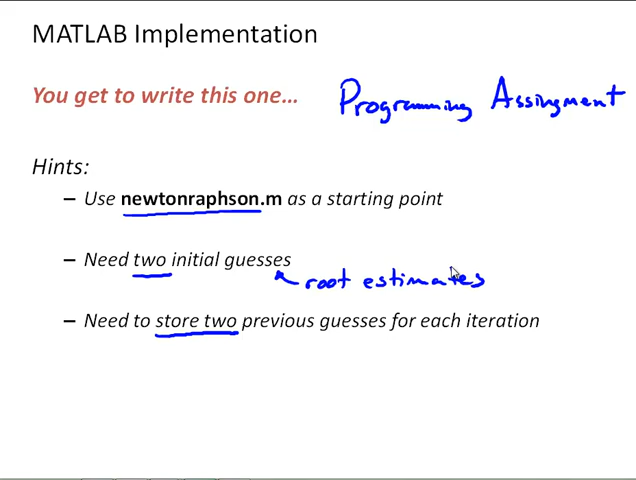 MATLAB Implementation
You get to write this one… Programming Assingment
Hints:
– Use newtonraphson.m as a starting point
– Need two initial guesses
root estimates
– Need to store two previous guesses for each iteration